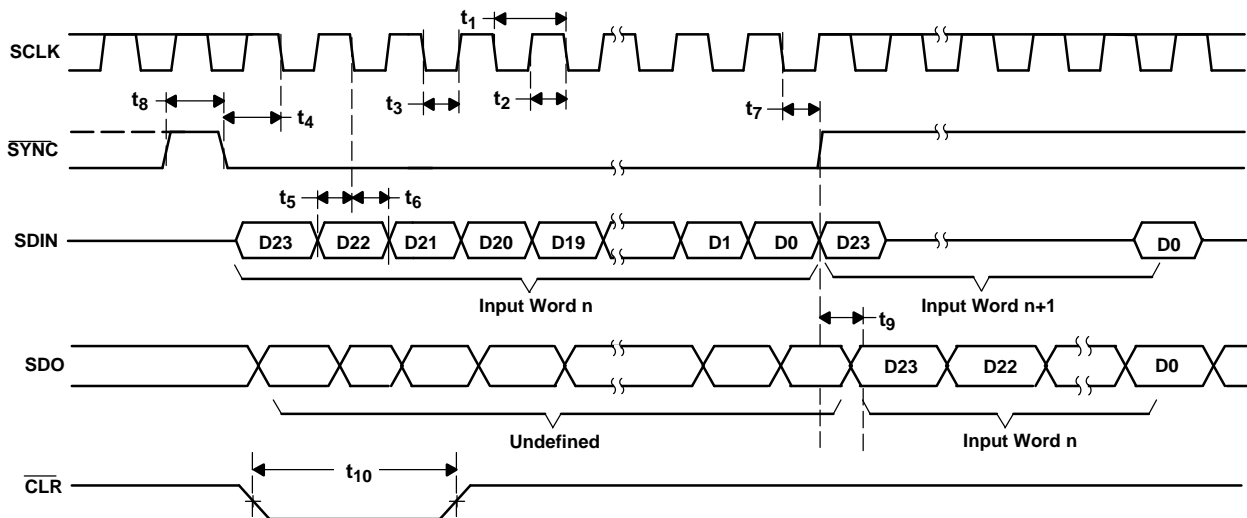 t1
SCLK
t8
t4
t3
t2
t7
SYNC
t5
t6
SDIN
D23
D22
D21
D20
D19
D1
D0
D23
D0
Input Word n
Input Word n+1
t9
SDO
D23
D22
D0
Undefined
Input Word n
t10
CLR